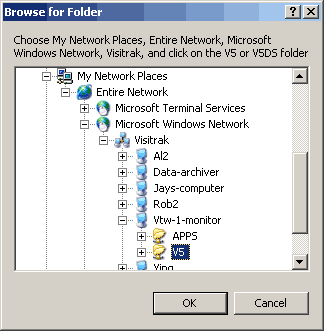 Browse for Folder
Choose My Network Places, Entire Network, Microsoft
Windows Network, Visitrak, and click on the V5 or V5DS folder
My Network Places
Entire Network
Microsoft Terminal Services
Microsoft Windows Network
Visitrak
Al2
Data-archiver
Jays-computer
Rob2
Vtw-1-monitor
APPS
V5
OK
Cancel